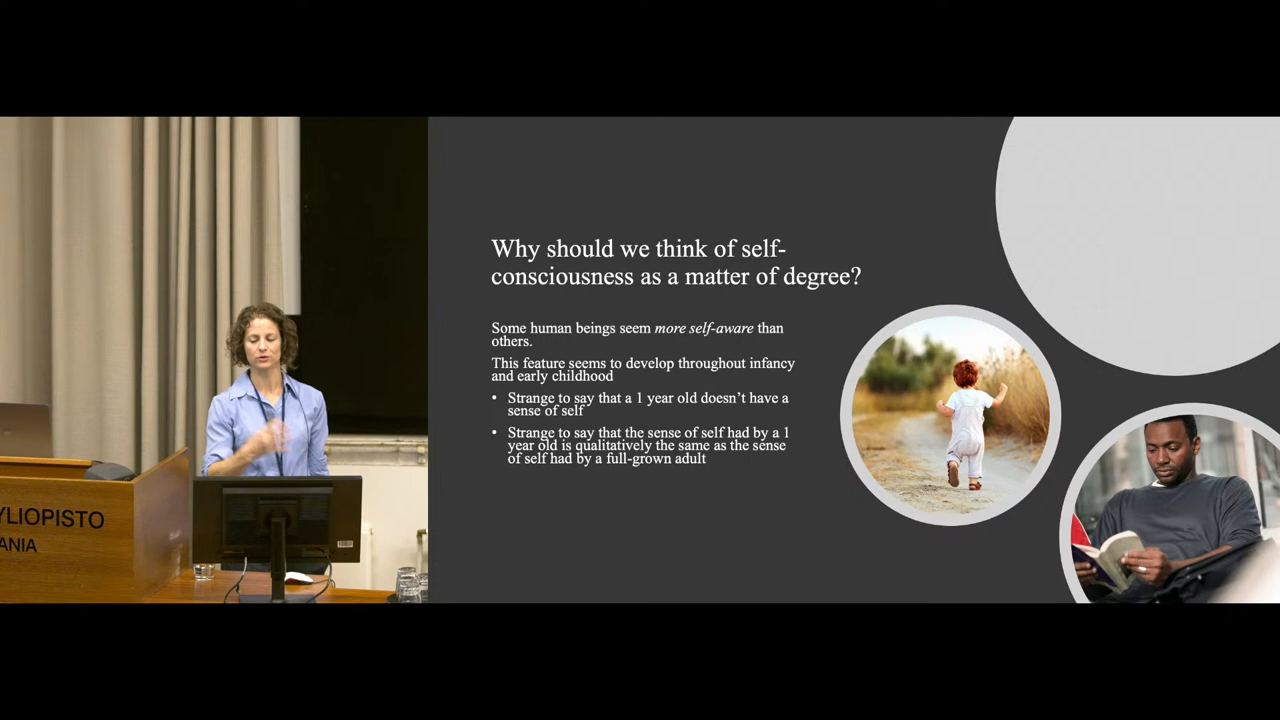 YLIOPISTO
ANIA
Why should we think of self-
consciousness as a matter of degree?
Some human beings seem more self-aware than
others.
This feature seems to develop throughout infancy
and early childhood
• Strange to say that a 1 year old doesn't have a
sense of self
• Strange to say that the sense of self had by a 1
year old is qualitatively the same as the sense
of self had by a full-grown adult